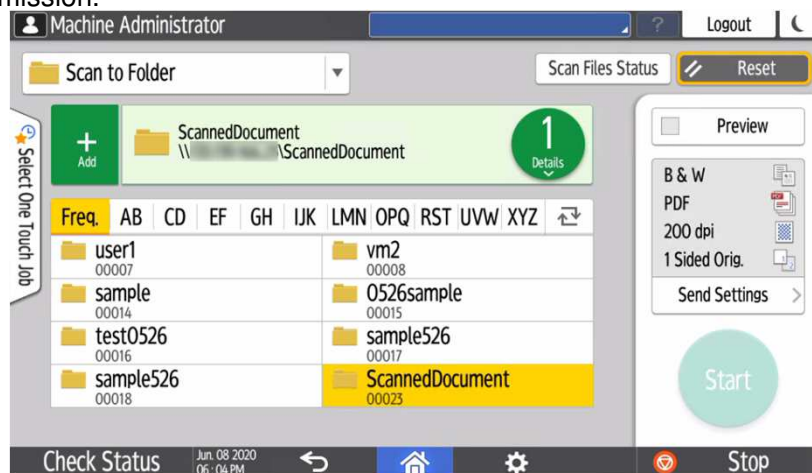 mission.
Machine Administrator
?
Logout
Scan to Folder
Scan Files Status
Reset
Select One Touch Job
+
Add
ScannedDocument
\\ \ScannedDocument
1
Details
Preview
B & W
PDF
200 dpi
1 Sided Orig.
Send Settings
Start
Freq. AB CD EF GH IJK LMN OPQ RST UVW XYZ
user1
00007
vm2
00008
sample
00014
0526sample
00015
test0526
00016
sample526
00017
sample526
00018
ScannedDocument
00023
Check Status
Jun. 08 2020
06:04 PM
Stop